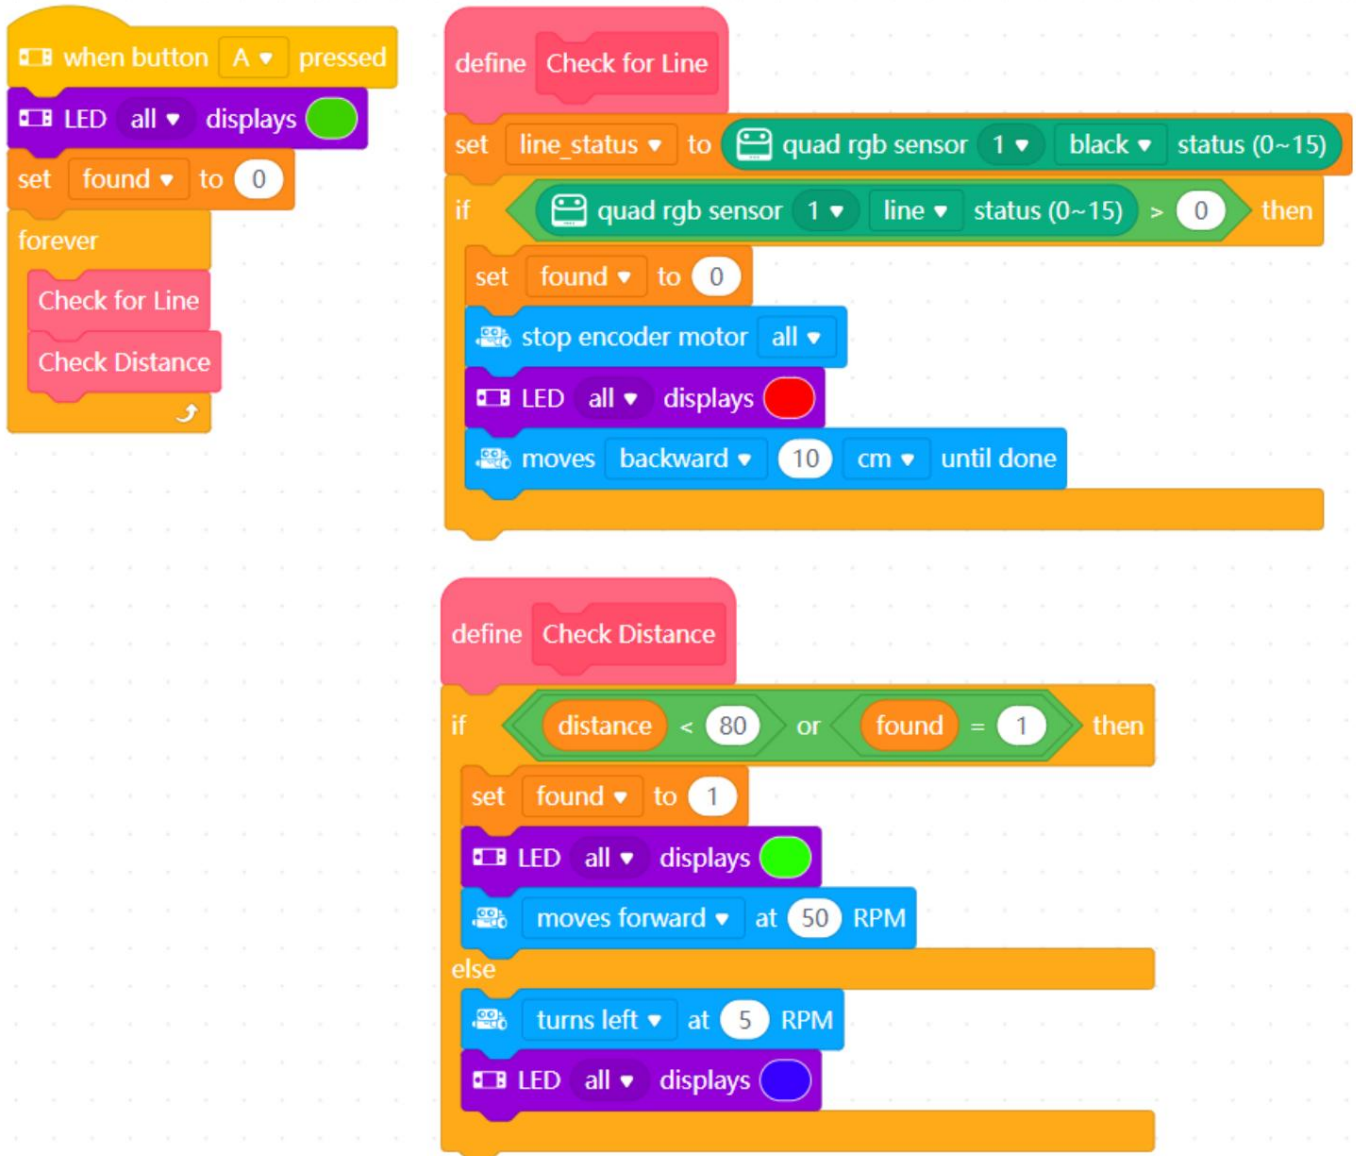 when button A pressed
LED all displays
set found to 0
forever
Check for Line
Check Distance
define Check for Line
set line_status to quad rgb sensor 1 black status (0~15)
if quad rgb sensor 1 line status (0~15) > 0 then
set found to 0
stop encoder motor all
LED all displays
moves backward 10 cm until done
define Check Distance
if distance < 80 or found = 1 then
set found to 1
LED all displays
moves forward at 50 RPM
else
turns left at 5 RPM
LED all displays